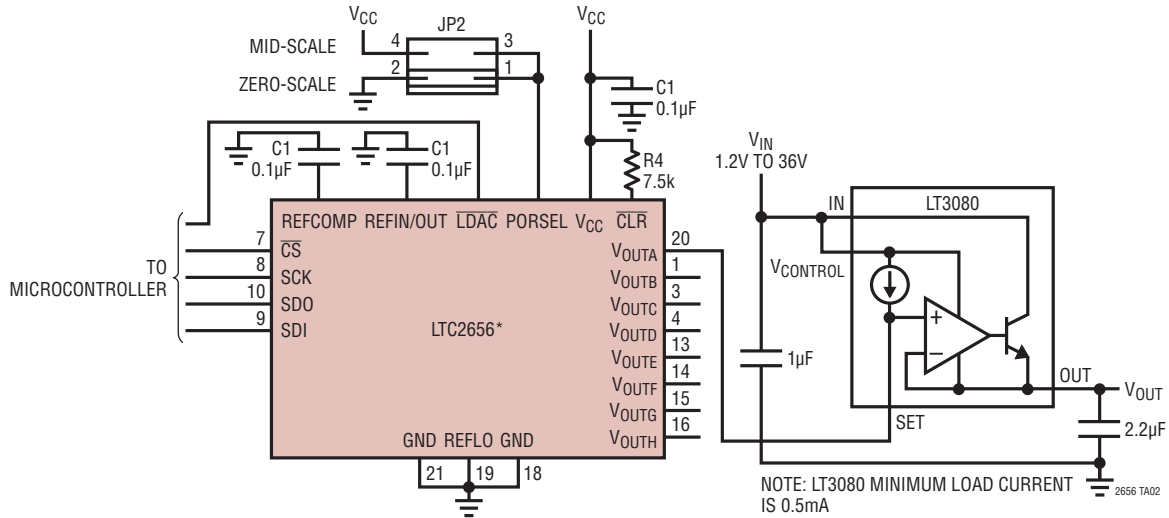 VCC
JP2
VCC
MID-SCALE
4
3
ZERO-SCALE
2
1
C1
0.1µF
C1
0.1µF
C1
0.1µF
R4
7.5k
VIN
1.2V TO 36V
REFCOMP REFIN/OUT LDAC PORSEL VCC CLR
IN
LT3080
TO
MICROCONTROLLER
7
CS
8
SCK
10
SDO
9
SDI
LTC2656*
VOUTA
20
VOUTB
1
VOUTC
3
VOUTD
4
VOUTE
13
VOUTF
14
VOUTG
15
VOUTH
16
GND REFLO GND
21
19
18
VCONTROL
+
–
1µF
OUT
VOUT
SET
2.2µF
NOTE: LT3080 MINIMUM LOAD CURRENT
IS 0.5mA
2656 TA02